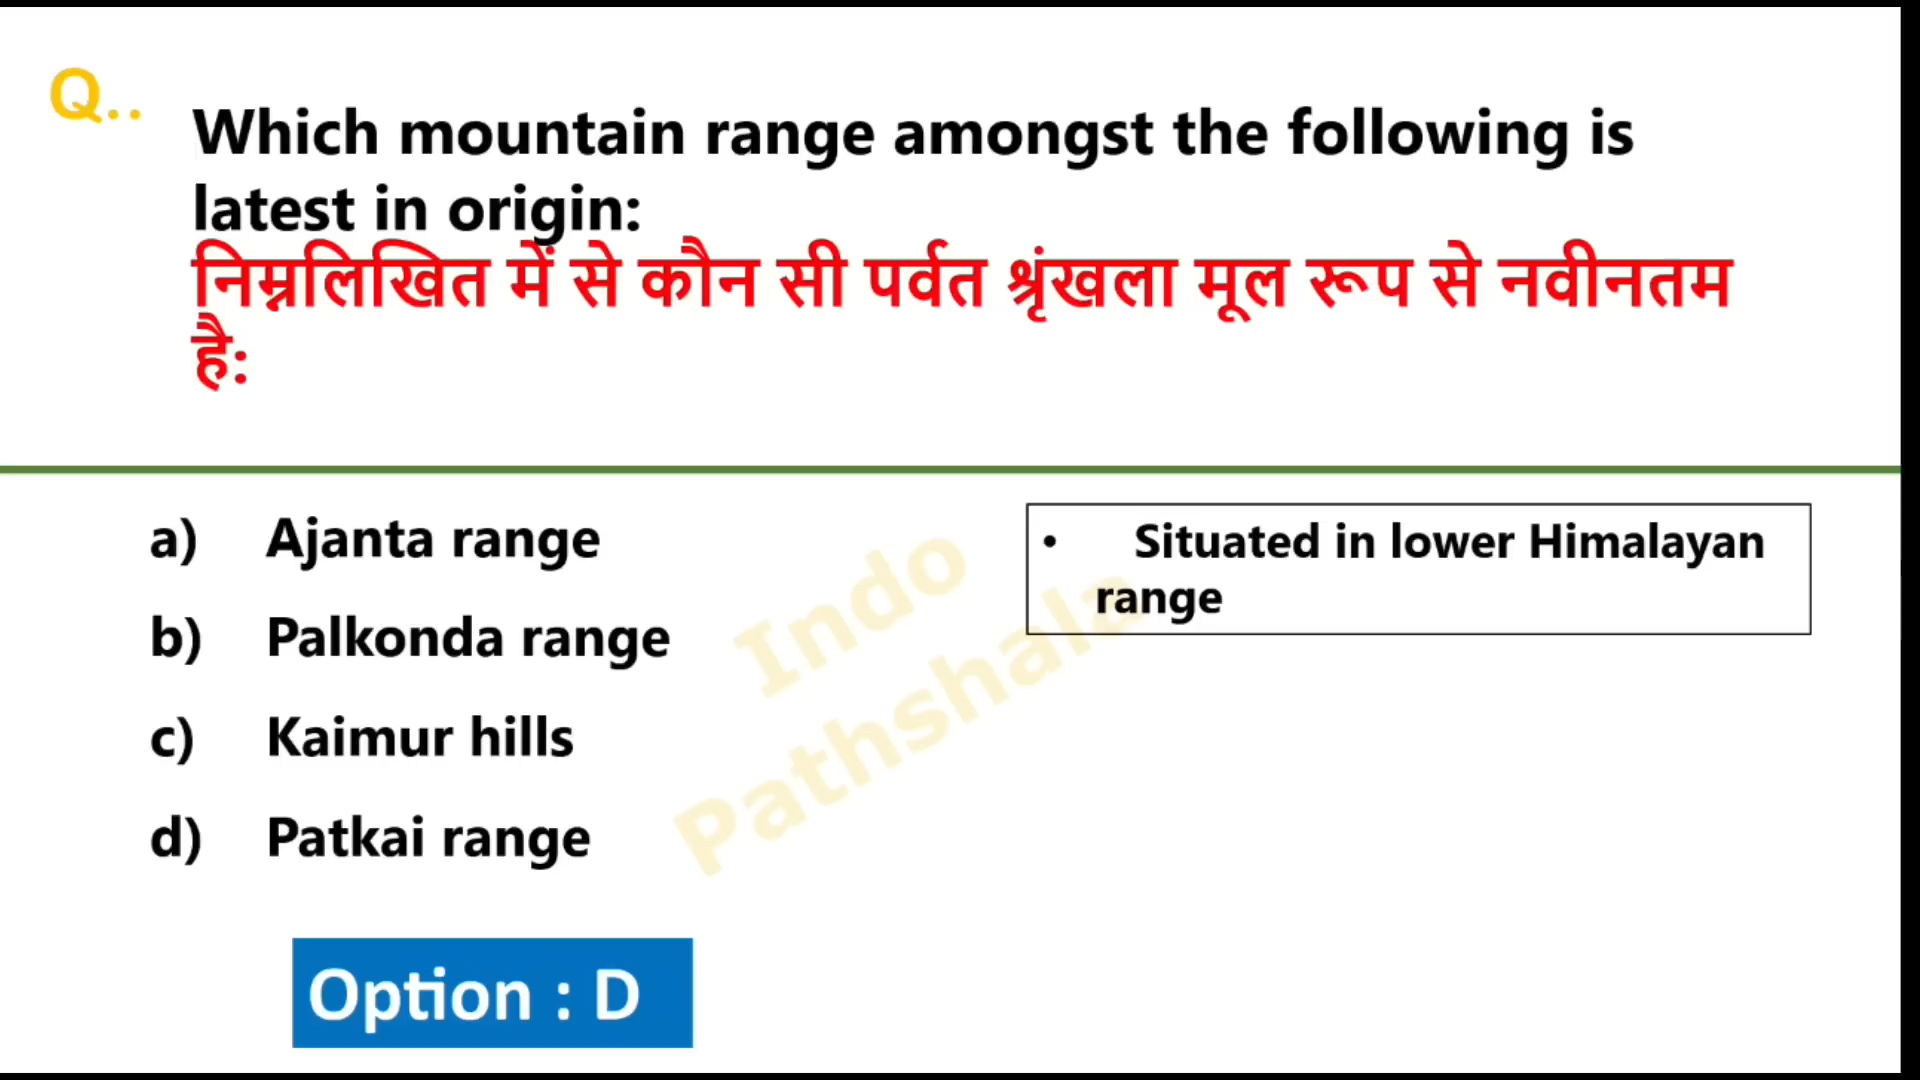 Q..
Which mountain range amongst the following is
latest in origin:
निम्नलिखित में से कौन सी पर्वत श्रृंखला मूल रूप से नवीनतम
है:
a) Ajanta range
b) Palkonda range
c) Kaimur hills
d) Patkai range
• Situated in lower Himalayan
range
Indo
Pathshala
Option : D